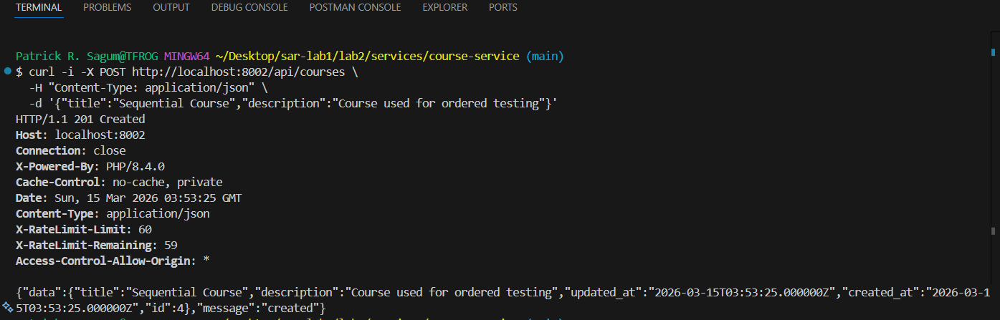 TERMINAL PROBLEMS OUTPUT DEBUG CONSOLE POSTMAN CONSOLE EXPLORER PORTS
Patrick R. Sagum@TFROG MINGW64 ~/Desktop/sar-lab1/lab2/services/course-service (main)
$ curl -i -X POST http://localhost:8002/api/courses \
-H "Content-Type: application/json" \
-d '{"title":"Sequential Course","description":"Course used for ordered testing"}'
HTTP/1.1 201 Created
Host: localhost:8002
Connection: close
X-Powered-By: PHP/8.4.0
Cache-Control: no-cache, private
Date: Sun, 15 Mar 2026 03:53:25 GMT
Content-Type: application/json
X-RateLimit-Limit: 60
X-RateLimit-Remaining: 59
Access-Control-Allow-Origin: *
{"data":{"title":"Sequential Course","description":"Course used for ordered testing","updated_at":"2026-03-15T03:53:25.000000Z","created_at":"2026-03-1
5T03:53:25.000000Z","id":4},"message":"created"}